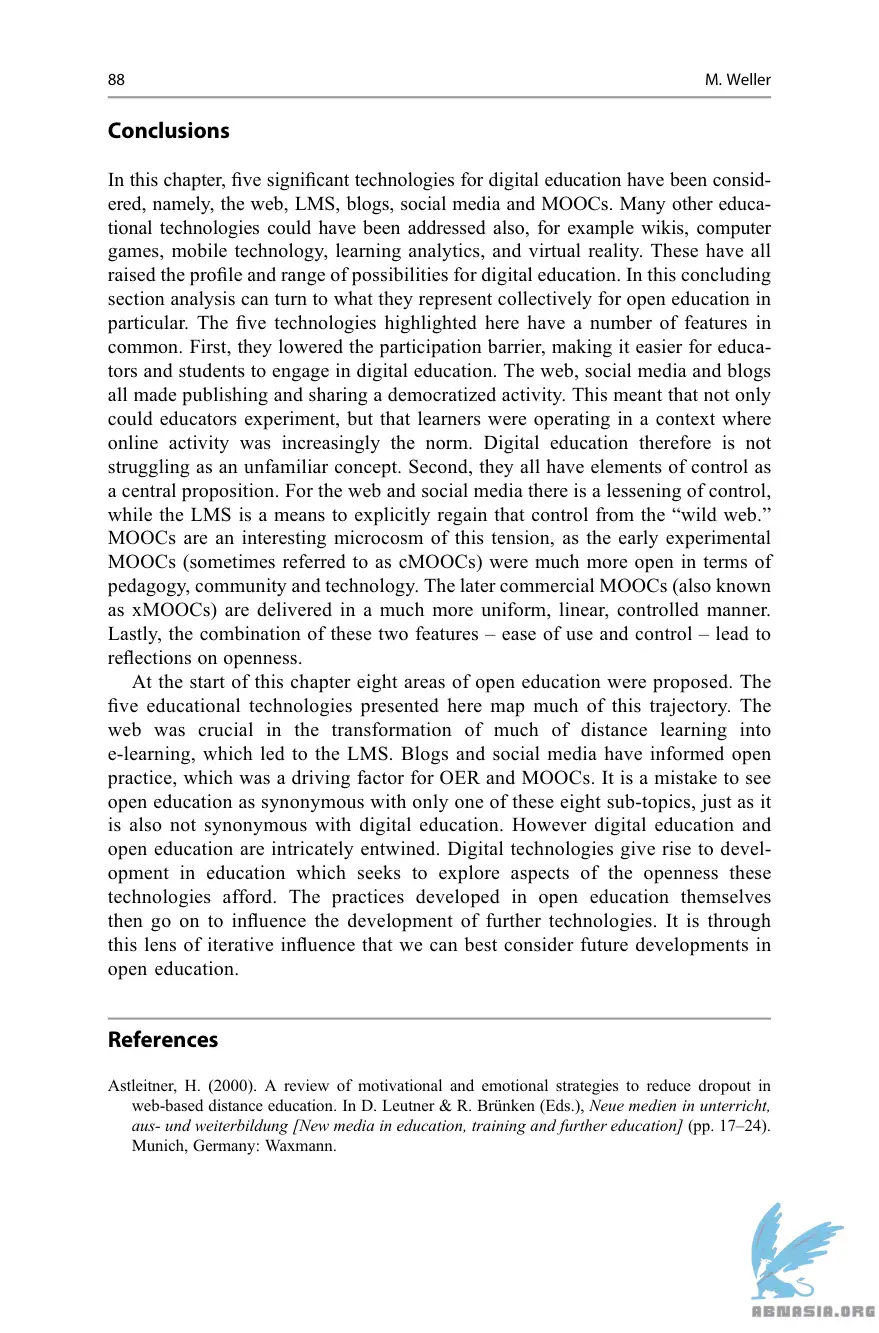 88
M. Weller
Conclusions
In this chapter, five significant technologies for digital education have been consid-
ered, namely, the web, LMS, blogs, social media and MOOCs. Many other educa-
tional technologies could have been addressed also, for example wikis, computer
games, mobile technology, learning analytics, and virtual reality. These have all
raised the profile and range of possibilities for digital education. In this concluding
section analysis can turn to what they represent collectively for open education in
particular. The five technologies highlighted here have a number of features in
common. First, they lowered the participation barrier, making it easier for educa-
tors and students to engage in digital education. The web, social media and blogs
all made publishing and sharing a democratized activity. This meant that not only
could educators experiment, but that learners were operating in a context where
online activity was increasingly the norm. Digital education therefore is not
struggling as an unfamiliar concept. Second, they all have elements of control as
a central proposition. For the web and social media there is a lessening of control,
while the LMS is a means to explicitly regain that control from the “wild web.”
MOOCs are an interesting microcosm of this tension, as the early experimental
MOOCs (sometimes referred to as cMOOCs) were much more open in terms of
pedagogy, community and technology. The later commercial MOOCs (also known
as xMOOCs) are delivered in a much more uniform, linear, controlled manner.
Lastly, the combination of these two features – ease of use and control – lead to
reflections on openness.
At the start of this chapter eight areas of open education were proposed. The
five educational technologies presented here map much of this trajectory. The
web was crucial in the transformation of much of distance learning into
e-learning, which led to the LMS. Blogs and social media have informed open
practice, which was a driving factor for OER and MOOCs. It is a mistake to see
open education as synonymous with only one of these eight sub-topics, just as it
is also not synonymous with digital education. However digital education and
open education are intricately entwined. Digital technologies give rise to devel-
opment in education which seeks to explore aspects of the openness these
technologies afford. The practices developed in open education themselves
then go on to influence the development of further technologies. It is through
this lens of iterative influence that we can best consider future developments in
open education.
References
Astleitner, H. (2000). A review of motivational and emotional strategies to reduce dropout in
web-based distance education. In D. Leutner & R. Brünken (Eds.), Neue medien in unterricht,
aus- und weiterbildung [New media in education, training and further education] (pp. 17–24).
Munich, Germany: Waxmann.
ABNASIA.ORG